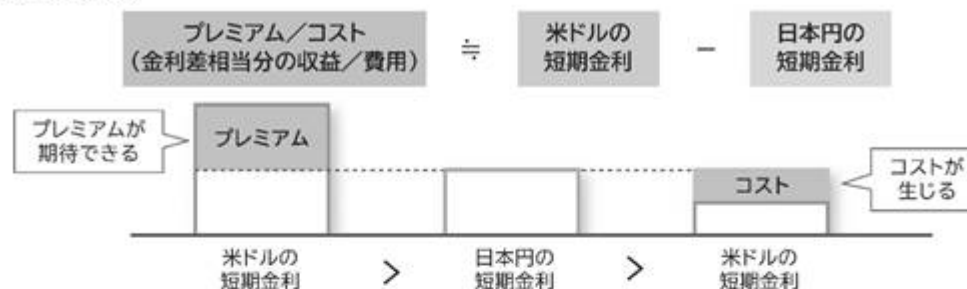 プレミアム／コスト
（金利差相当分の収益／費用）
≒
米ドルの
短期金利
−
日本円の
短期金利
プレミアムが
期待できる
プレミアム
コスト
コストが
生じる
米ドルの
短期金利
＞
日本円の
短期金利
＞
米ドルの
短期金利